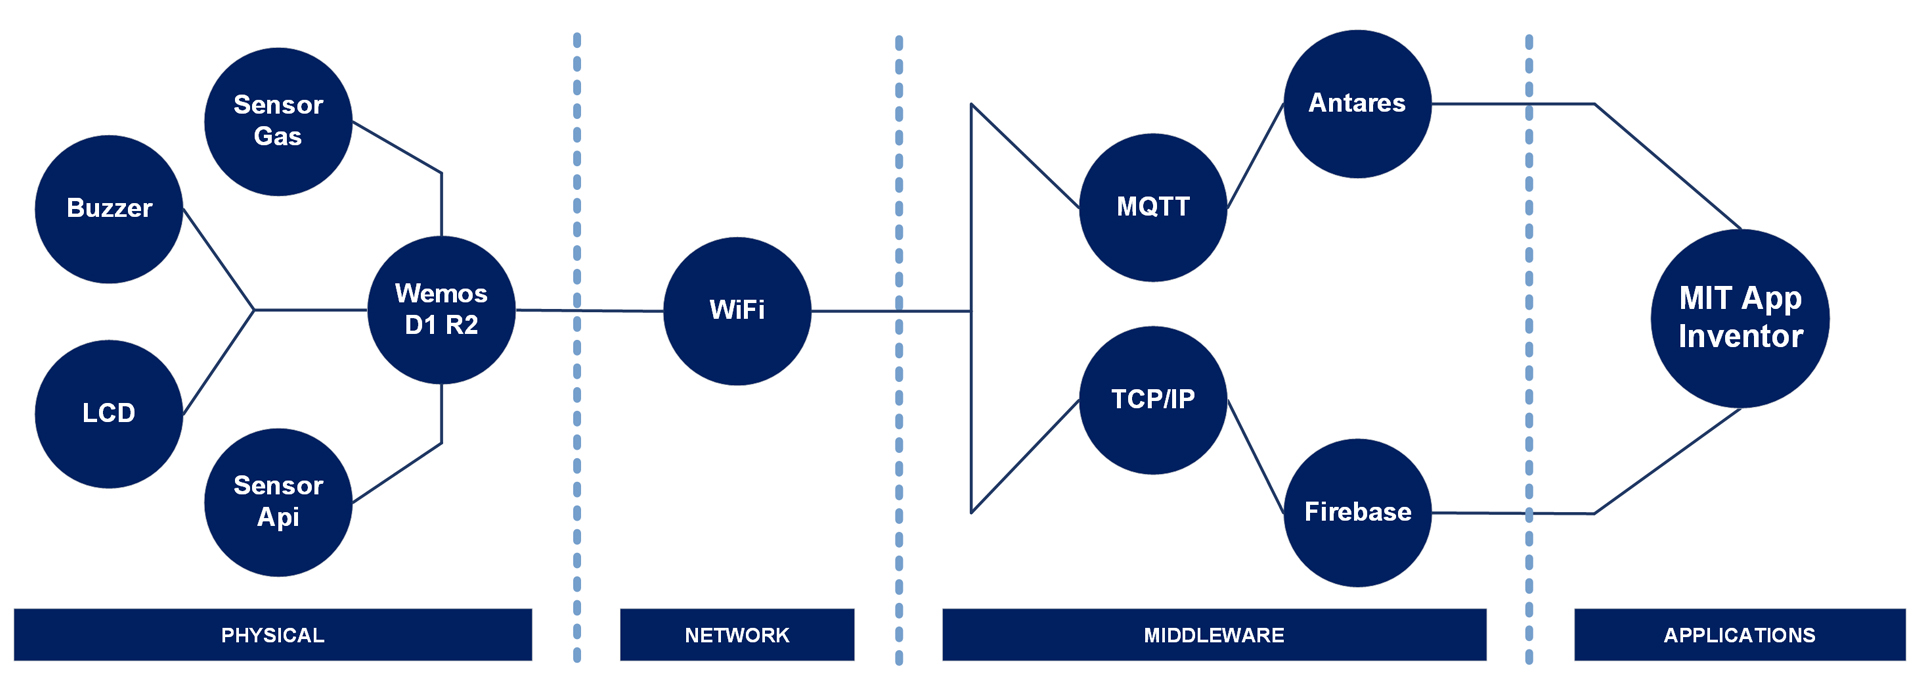 Sensor
Gas
Buzzer
Wemos
D1 R2
LCD
Sensor
Api
WiFi
MQTT
Antares
TCP/IP
Firebase
MIT App
Inventor
PHYSICAL
NETWORK
MIDDLEWARE
APPLICATIONS